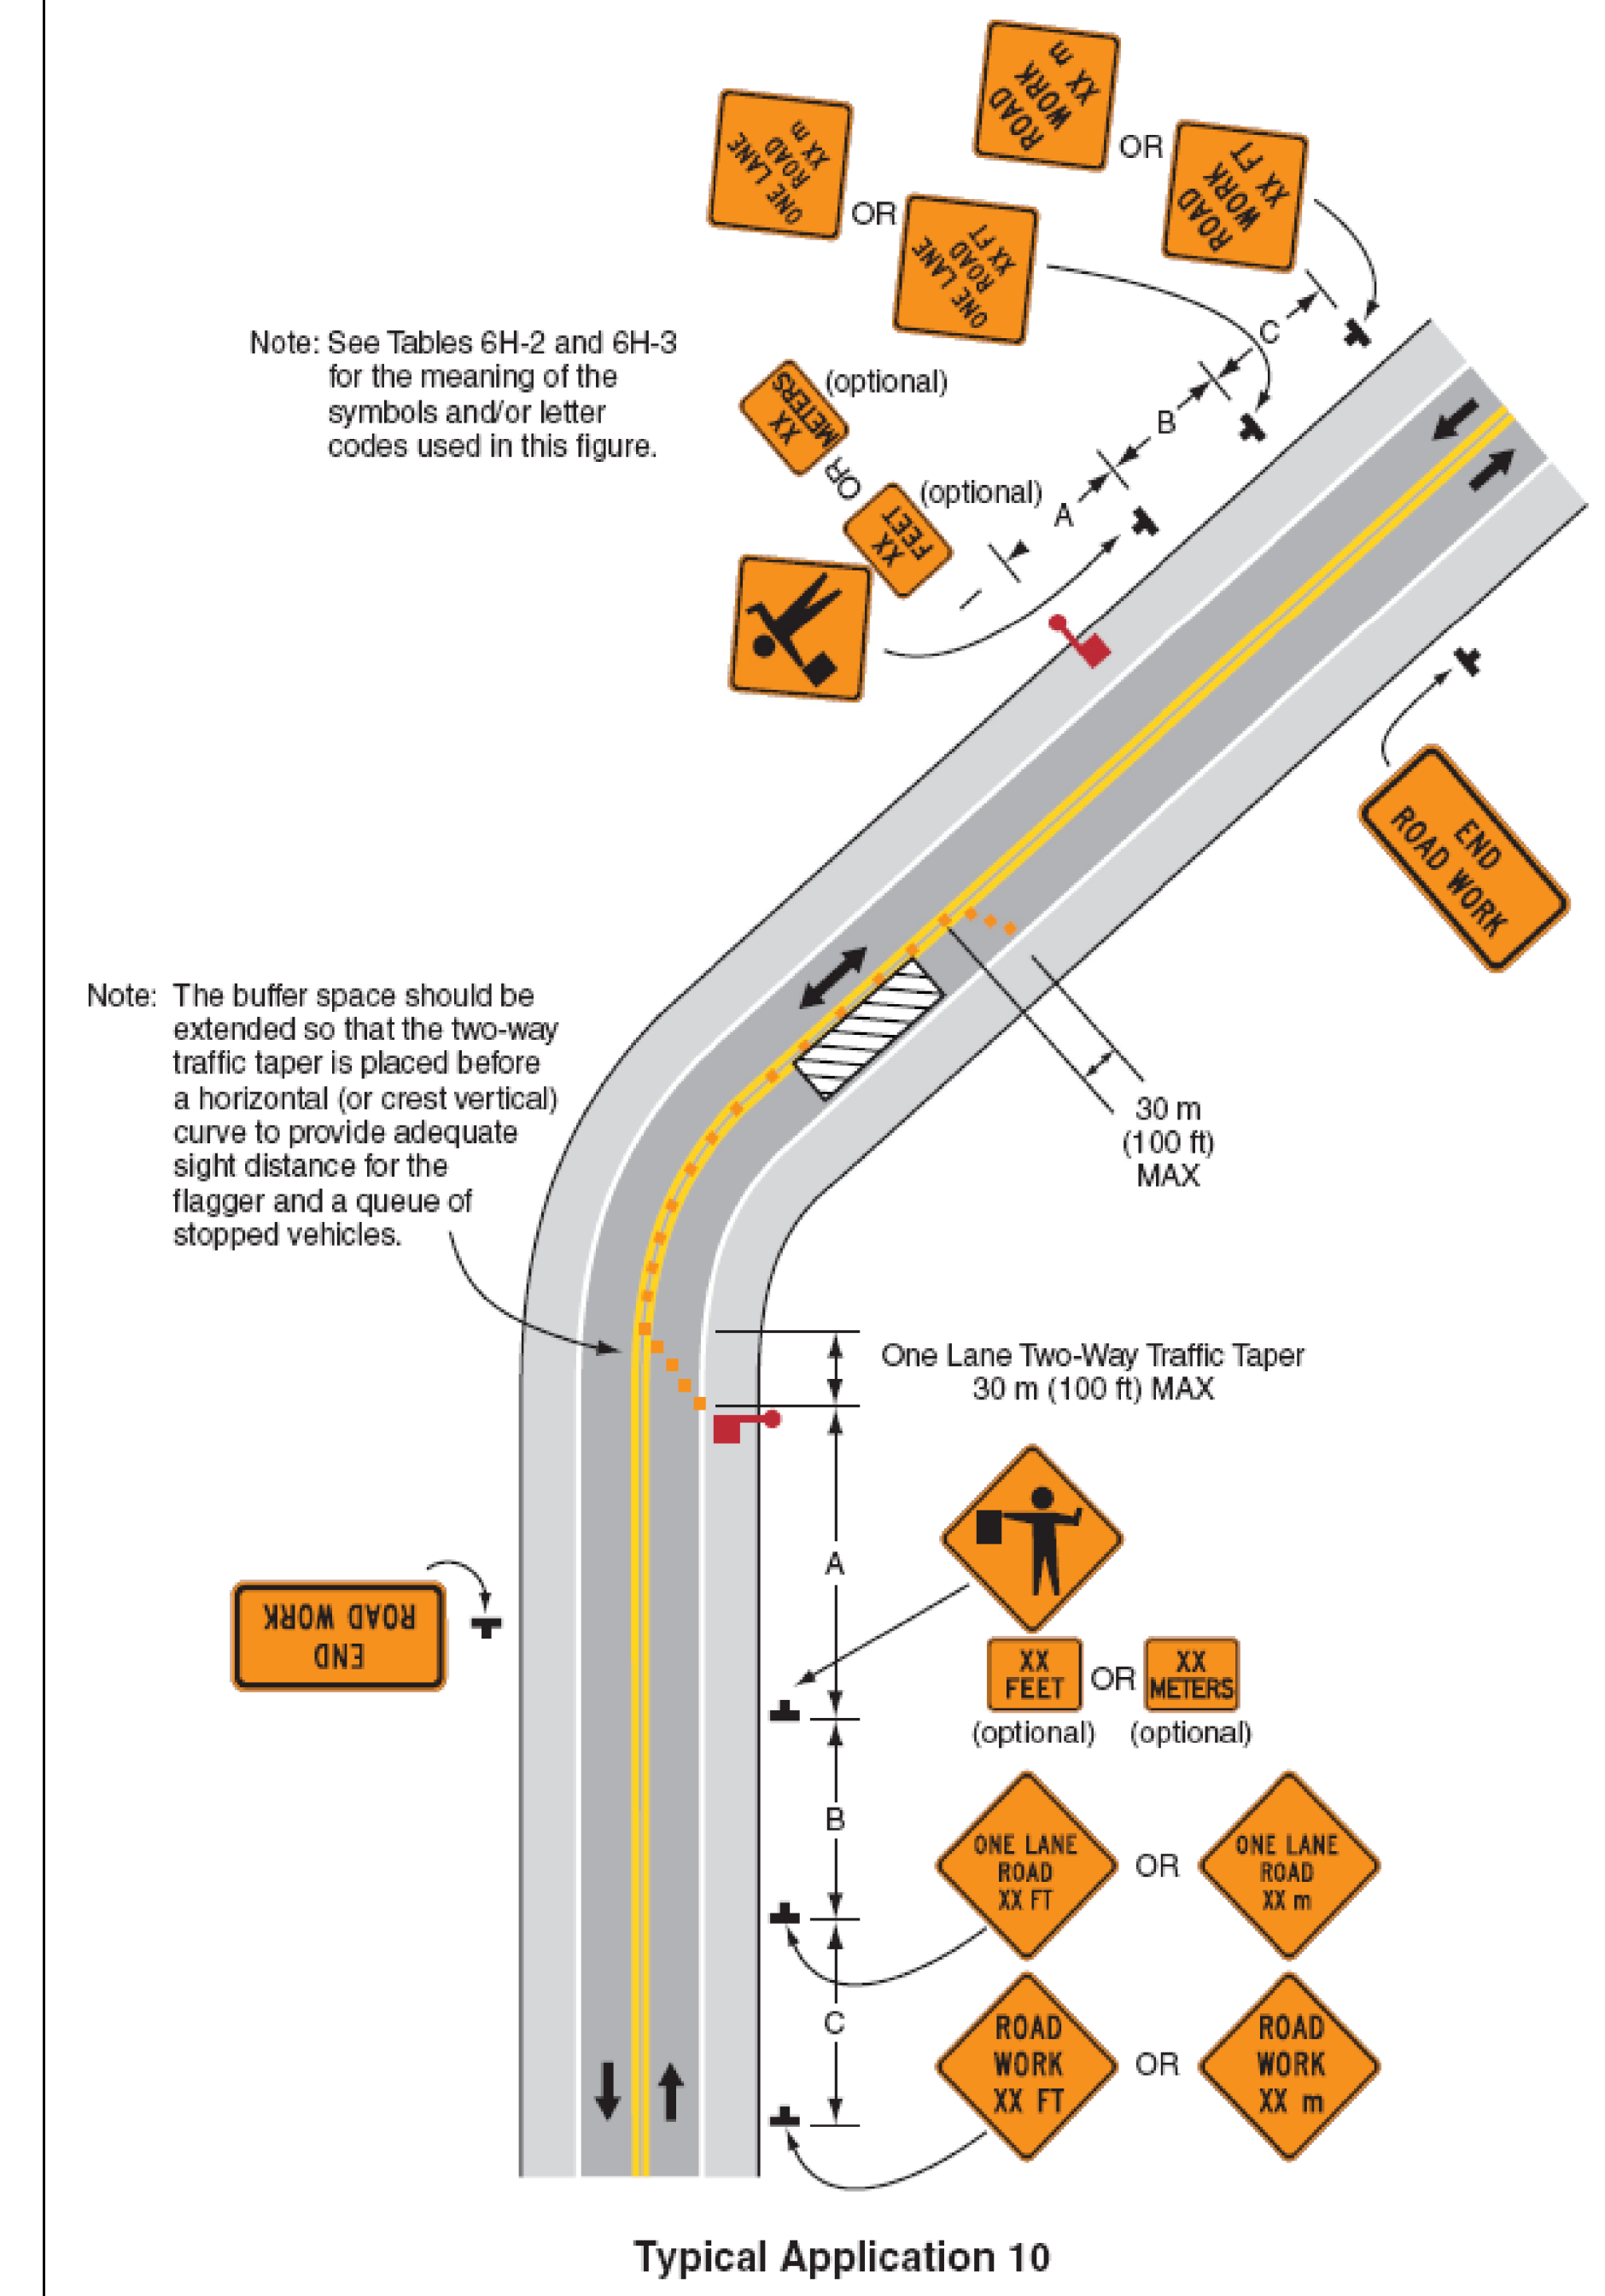 ROAD
WORK
XX m
OR
ROAD
WORK
XX FT
ONE LANE
ROAD
XX m
OR
ONE LANE
ROAD
XX FT
C
B
A
Note: See Tables 6H-2 and 6H-3
for the meaning of the
symbols and/or letter
codes used in this figure.
XX
METERS
(optional)
OR
XX
FEET
(optional)
END
ROAD WORK
Note: The buffer space should be
extended so that the two-way
traffic taper is placed before
a horizontal (or crest vertical)
curve to provide adequate
sight distance for the
flagger and a queue of
stopped vehicles.
30 m
(100 ft)
MAX
One Lane Two-Way Traffic Taper
30 m (100 ft) MAX
A
END
ROAD WORK
XX
FEET
OR
XX
METERS
(optional) (optional)
B
ONE LANE
ROAD
XX FT
OR
ONE LANE
ROAD
XX m
C
ROAD
WORK
XX FT
OR
ROAD
WORK
XX m
Typical Application 10